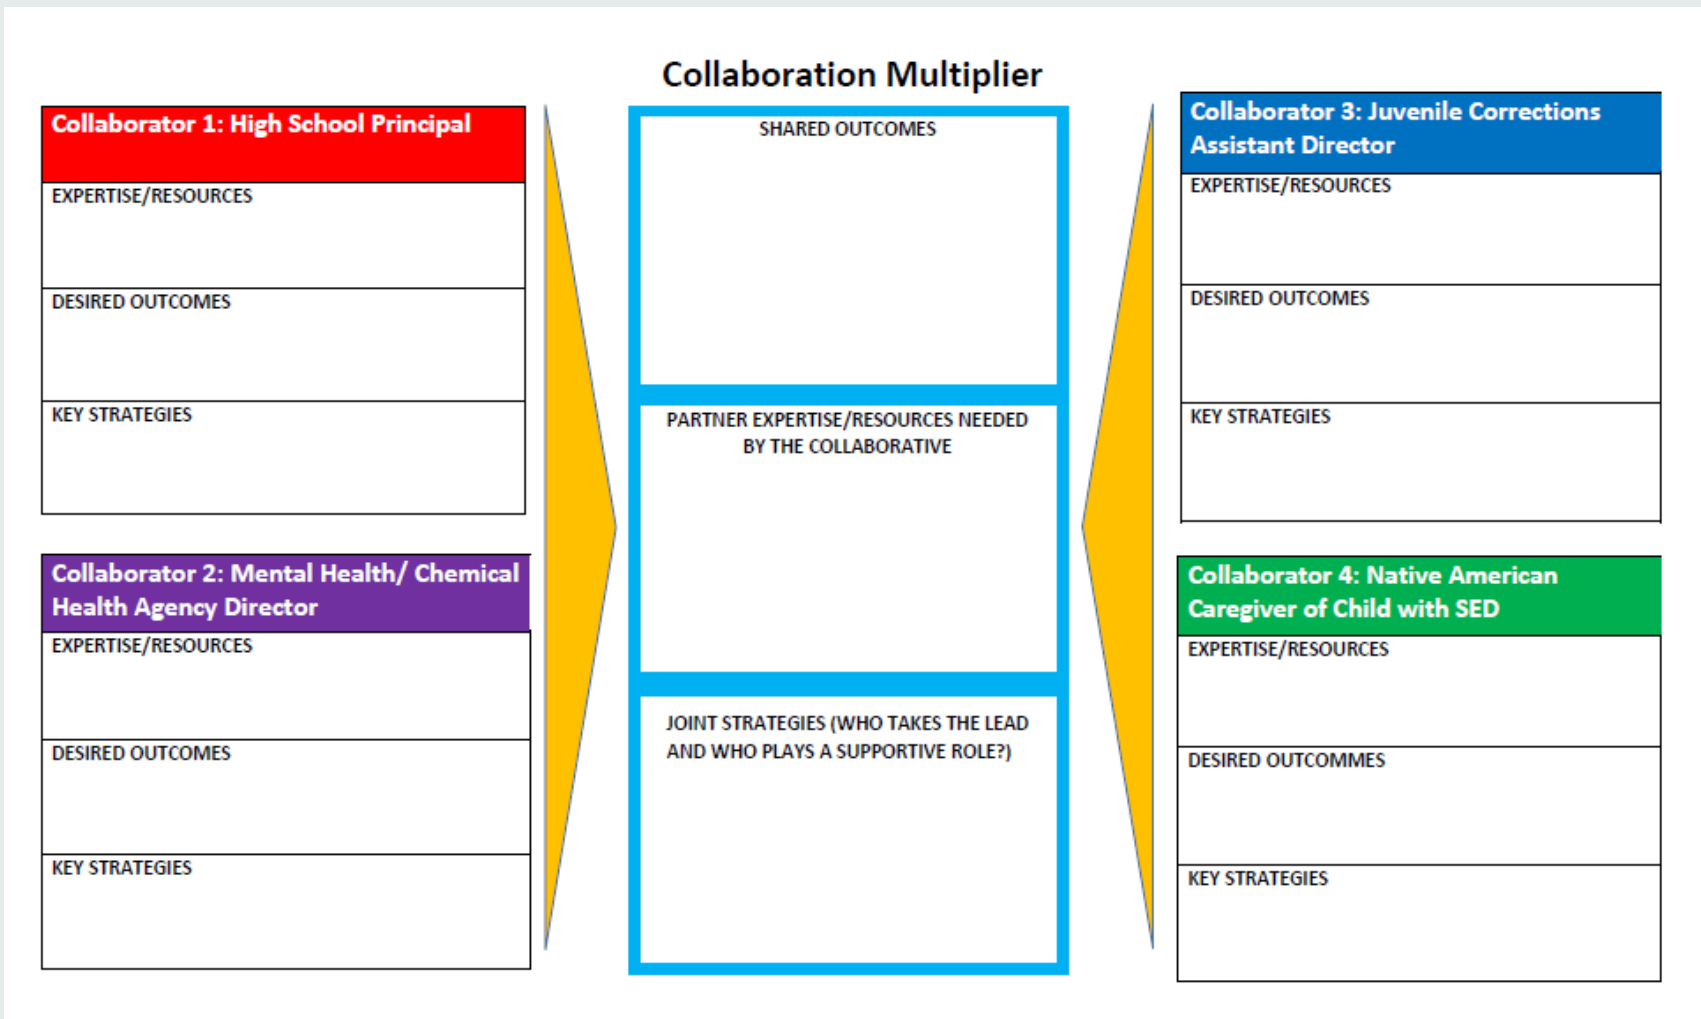 Collaboration Multiplier
Collaborator 1: High School Principal
EXPERTISE/RESOURCES
DESIRED OUTCOMES
KEY STRATEGIES
Collaborator 2: Mental Health/ Chemical
Health Agency Director
EXPERTISE/RESOURCES
DESIRED OUTCOMES
KEY STRATEGIES
SHARED OUTCOMES
PARTNER EXPERTISE/RESOURCES NEEDED
BY THE COLLABORATIVE
JOINT STRATEGIES (WHO TAKES THE LEAD
AND WHO PLAYS A SUPPORTIVE ROLE?)
Collaborator 3: Juvenile Corrections
Assistant Director
EXPERTISE/RESOURCES
DESIRED OUTCOMES
KEY STRATEGIES
Collaborator 4: Native American
Caregiver of Child with SED
EXPERTISE/RESOURCES
DESIRED OUTCOMMES
KEY STRATEGIES